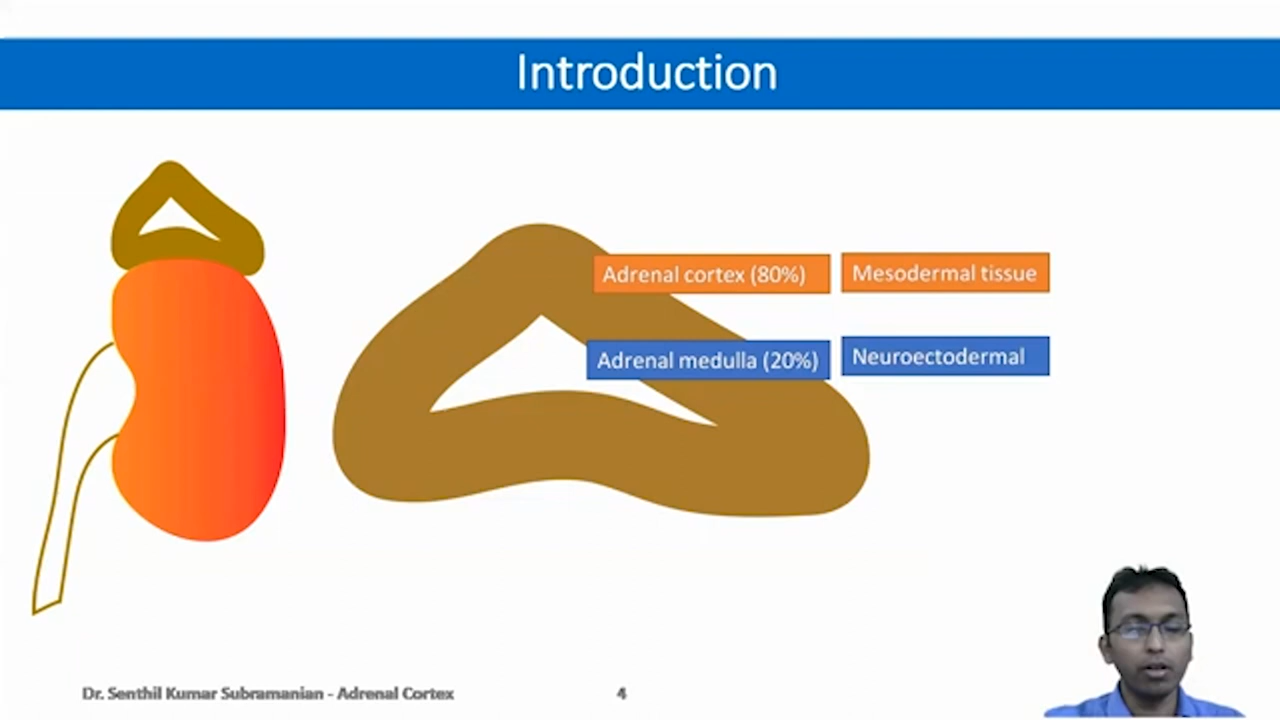 Introduction
Adrenal cortex (80%)
Mesodermal tissue
Adrenal medulla (20%)
Neuroectodermal
Dr. Senthil Kumar Subramanian - Adrenal Cortex
4